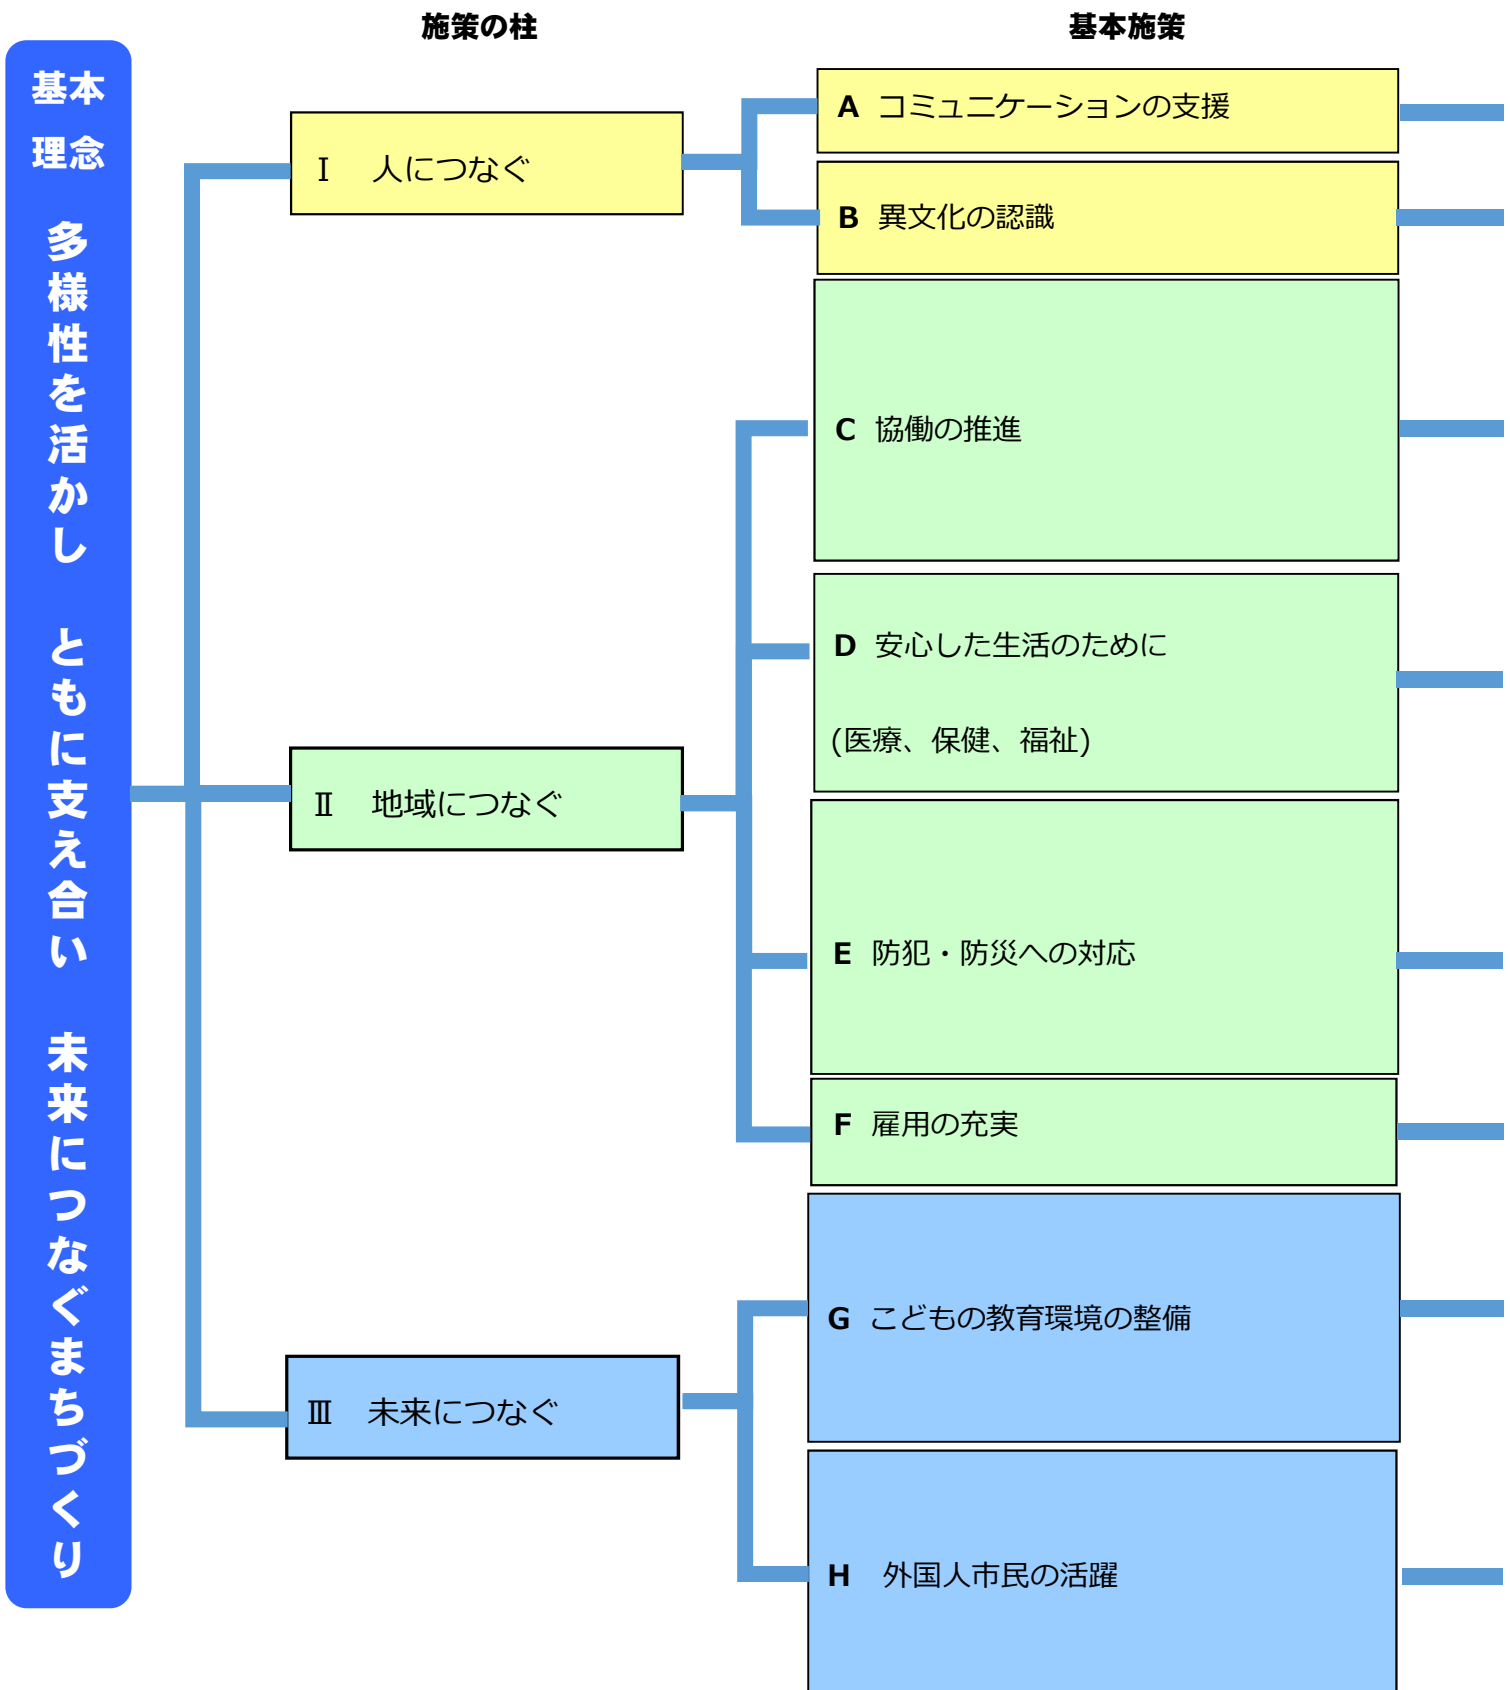 施策の柱
基本施策
基本
理念
多様性を活かし　ともに支え合い　未来につなぐまちづくり
Ⅰ　人につなぐ
A コミュニケーションの支援
B 異文化の認識
Ⅱ　地域につなぐ
C 協働の推進
D 安心した生活のために
(医療、保健、福祉)
E 防犯・防災への対応
F 雇用の充実
Ⅲ　未来につなぐ
G こどもの教育環境の整備
H　外国人市民の活躍